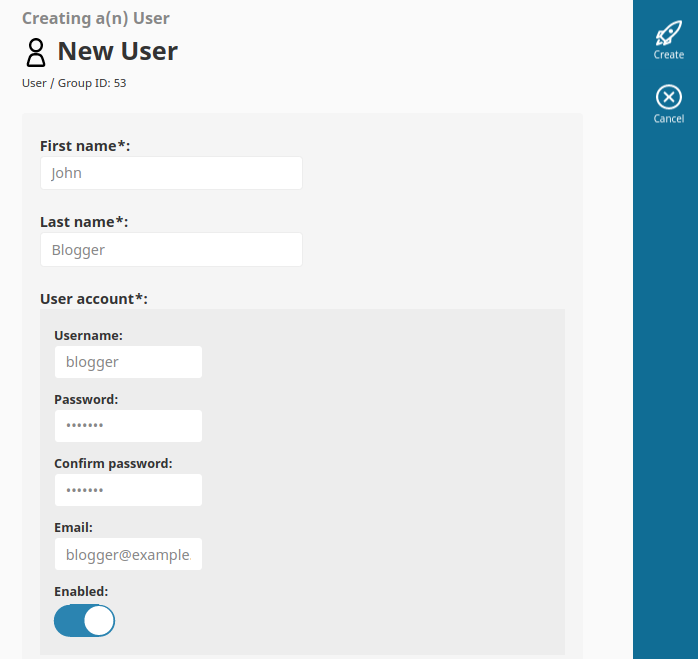 Creating a(n) User
New User
User / Group ID: 53
First name*:
John
Last name*:
Blogger
User account*:
Username:
blogger
Password:
•••••••
Confirm password:
•••••••
Email:
blogger@example.
Enabled:
Create
Cancel